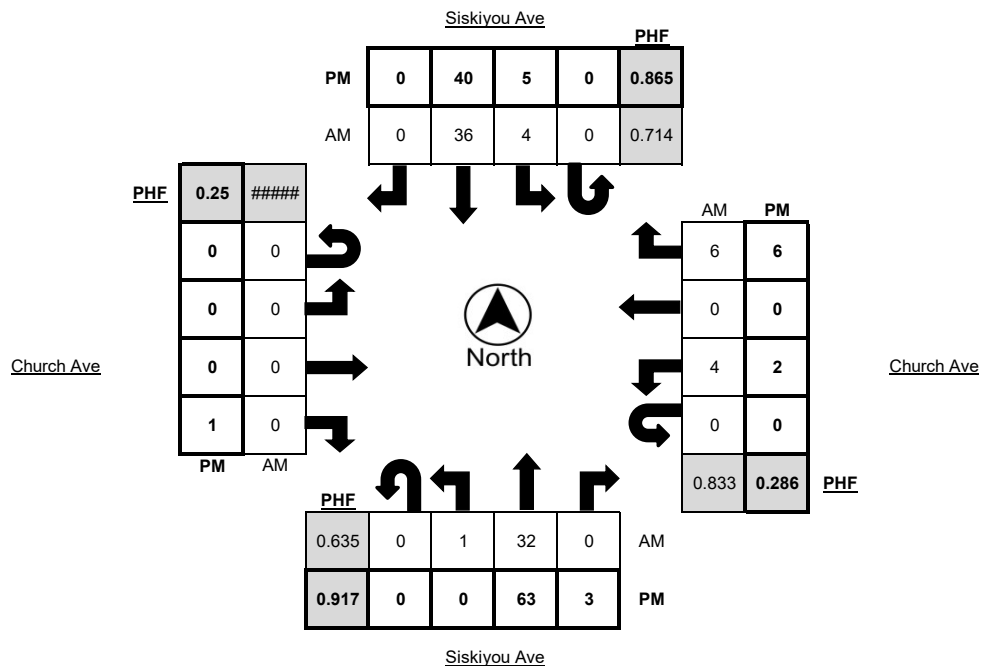 Siskiyou Ave
PHF
PM 0 40 5 0 0.865
AM 0 36 4 0 0.714
PHF 0.25 #####
AM PM
0 0
6 6
0 0
0 0
North
Church Ave
0 0
4 2
Church Ave
1 0
0 0
PM AM
0.833 0.286 PHF
PHF
0.635 0 1 32 0 AM
0.917 0 0 63 3 PM
Siskiyou Ave